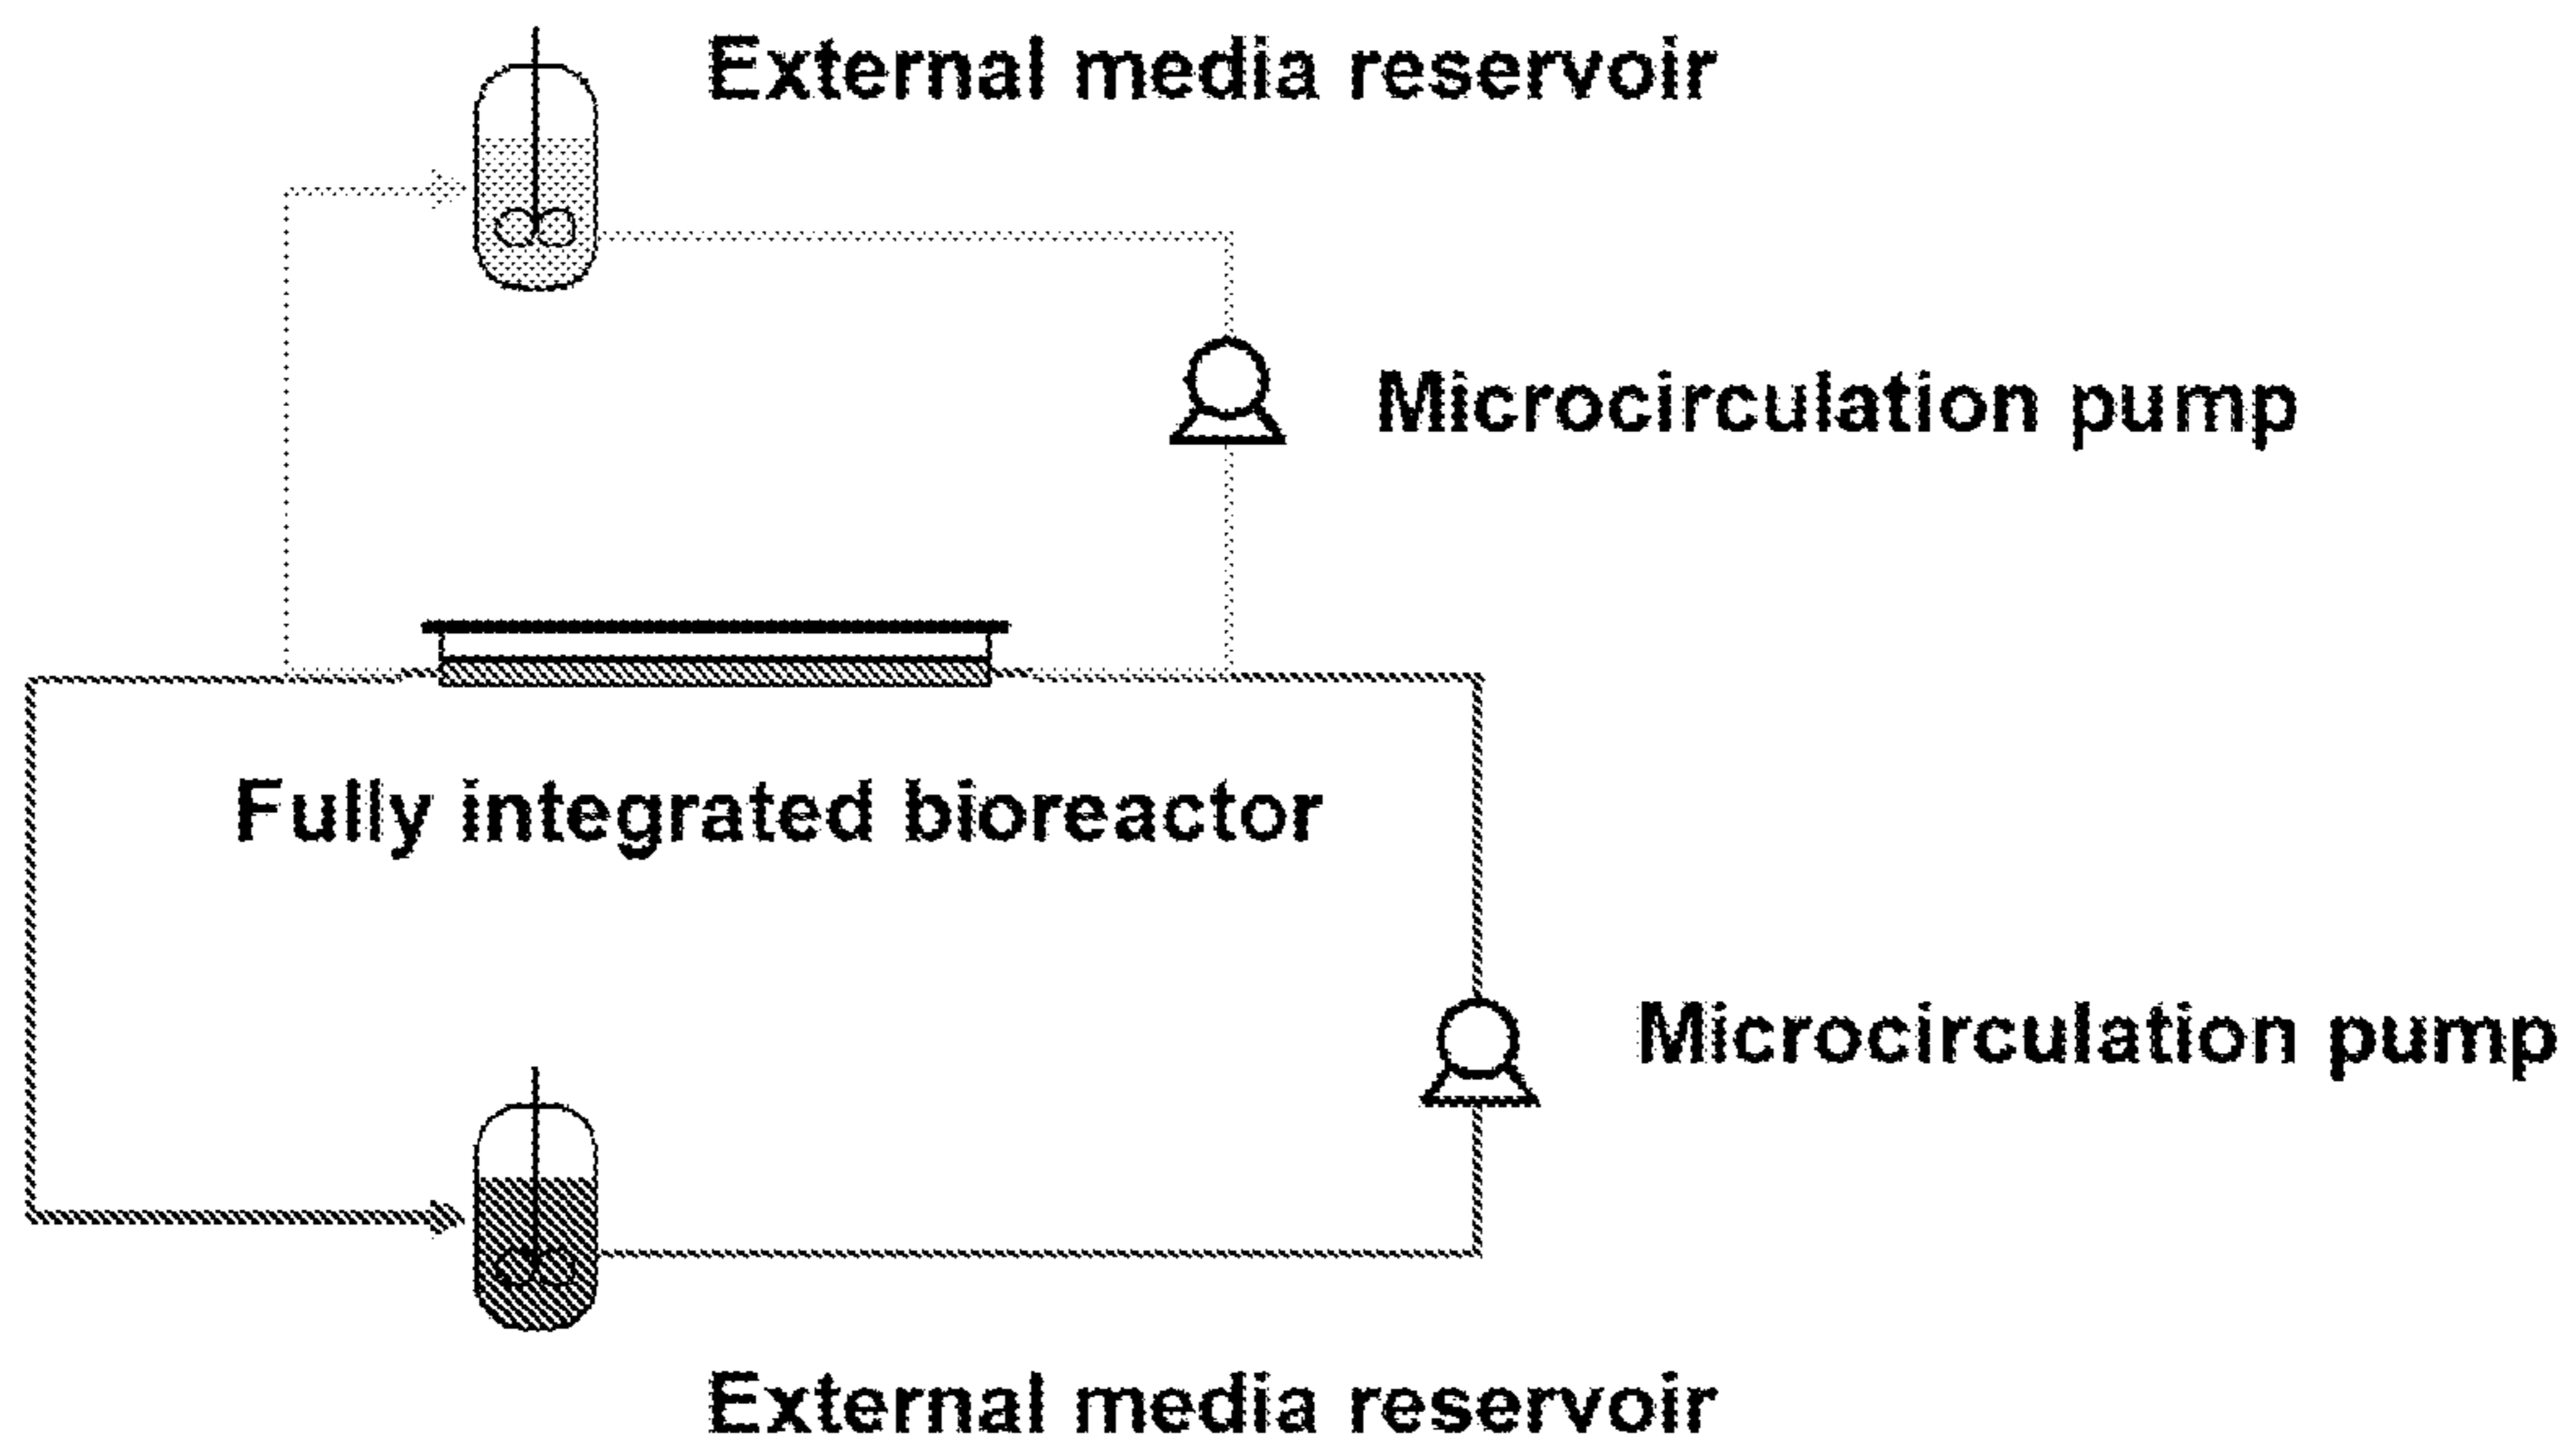 External media reservoir
Microcirculation pump
Fully integrated bioreactor
Microcirculation pump
External media reservoir